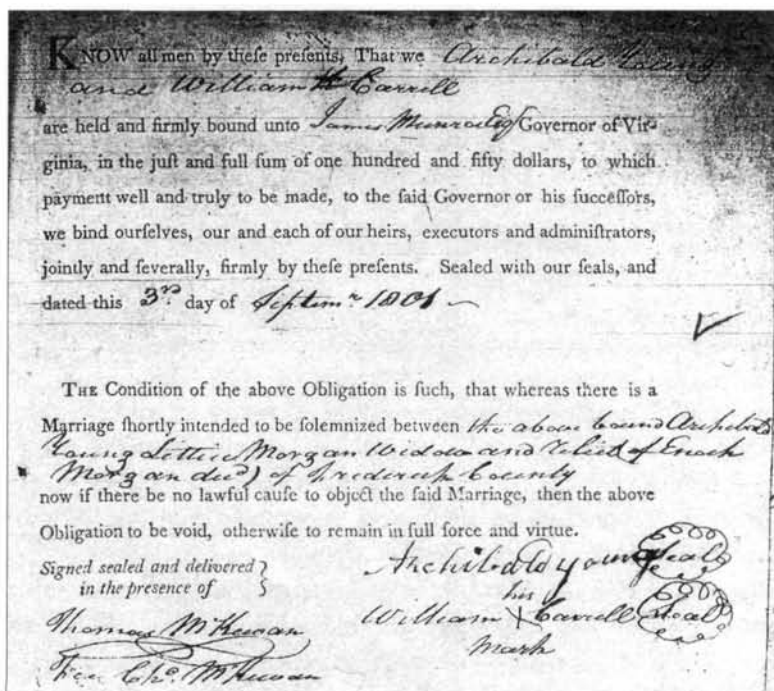 KNOW all men by theſe preſents, That we Archibald Young
and William Carrill
are held and firmly bound unto James Munroe Esq Governor of Vir-
ginia, in the juſt and full ſum of one hundred and fifty dollars, to which
payment well and truly to be made, to the ſaid Governor or his ſucceſſors,
we bind ourſelves, our and each of our heirs, executors and adminiſtrators,
jointly and ſeverally, firmly by theſe preſents. Sealed with our ſeals, and
dated this 3rd day of Septemr 1801
THE Condition of the above Obligation is ſuch, that whereas there is a
Marriage ſhortly intended to be ſolemnized between the above bound Archibald
Young Lettice Morgan Widow and Relict of Enoch
Morgan decd) of Frederick County
now if there be no lawful cauſe to object the ſaid Marriage, then the above
Obligation to be void, otherwiſe to remain in full force and virtue.
Signed sealed and delivered }
in the presence of
Archibald young seal
his
William X Carrill seal
mark
Thomas McKewan
Chs. McKewan